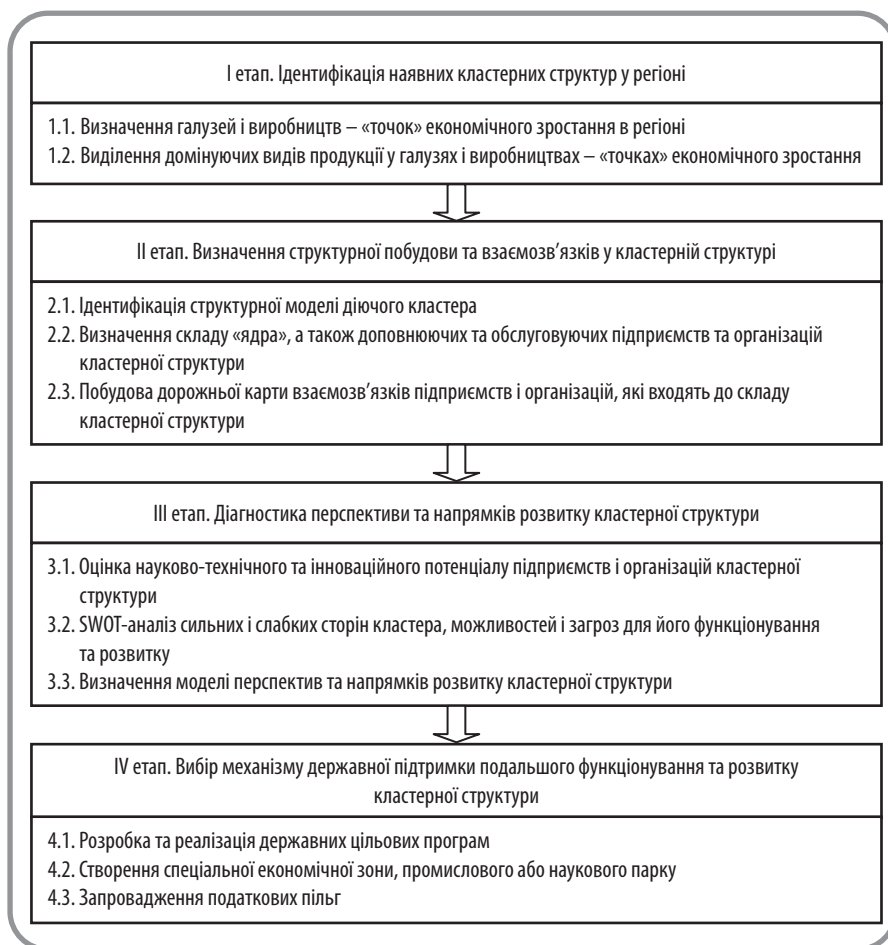 І етап. Ідентифікація наявних кластерних структур у регіоні
1.1. Визначення галузей і виробництв – «точок» економічного зростання в регіоні
1.2. Виділення домінуючих видів продукції у галузях і виробництвах – «точках» економічного зростання
ІІ етап. Визначення структурної побудови та взаємозв’язків у кластерній структурі
2.1. Ідентифікація структурної моделі діючого кластера
2.2. Визначення складу «ядра», а також доповнюючих та обслуговуючих підприємств та організацій
кластерної структури
2.3. Побудова дорожньої карти взаємозв’язків підприємств і організацій, які входять до складу
кластерної структури
ІІІ етап. Діагностика перспективи та напрямків розвитку кластерної структури
3.1. Оцінка науково-технічного та інноваційного потенціалу підприємств і організацій кластерної
структури
3.2. SWOT-аналіз сильних і слабких сторін кластера, можливостей і загроз для його функціонування
та розвитку
3.3. Визначення моделі перспектив та напрямків розвитку кластерної структури
IV етап. Вибір механізму державної підтримки подальшого функціонування та розвитку
кластерної структури
4.1. Розробка та реалізація державних цільових програм
4.2. Створення спеціальної економічної зони, промислового або наукового парку
4.3. Запровадження податкових пільг